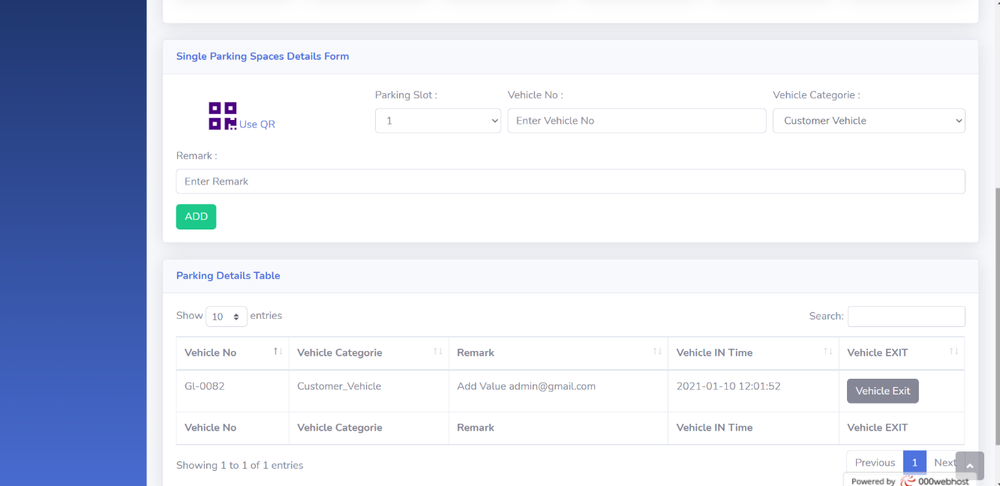 Single Parking Spaces Details Form
Use QR
Parking Slot :
1
Vehicle No :
Enter Vehicle No
Vehicle Categorie :
Customer Vehicle
Remark :
Enter Remark
ADD
Parking Details Table
Show 10 entries
Search:
Vehicle No Vehicle Categorie Remark Vehicle IN Time Vehicle EXIT
Gl-0082 Customer_Vehicle Add Value admin@gmail.com 2021-01-10 12:01:52 Vehicle Exit
Vehicle No Vehicle Categorie Remark Vehicle IN Time Vehicle EXIT
Showing 1 to 1 of 1 entries
Previous 1 Next
Powered by 000webhost